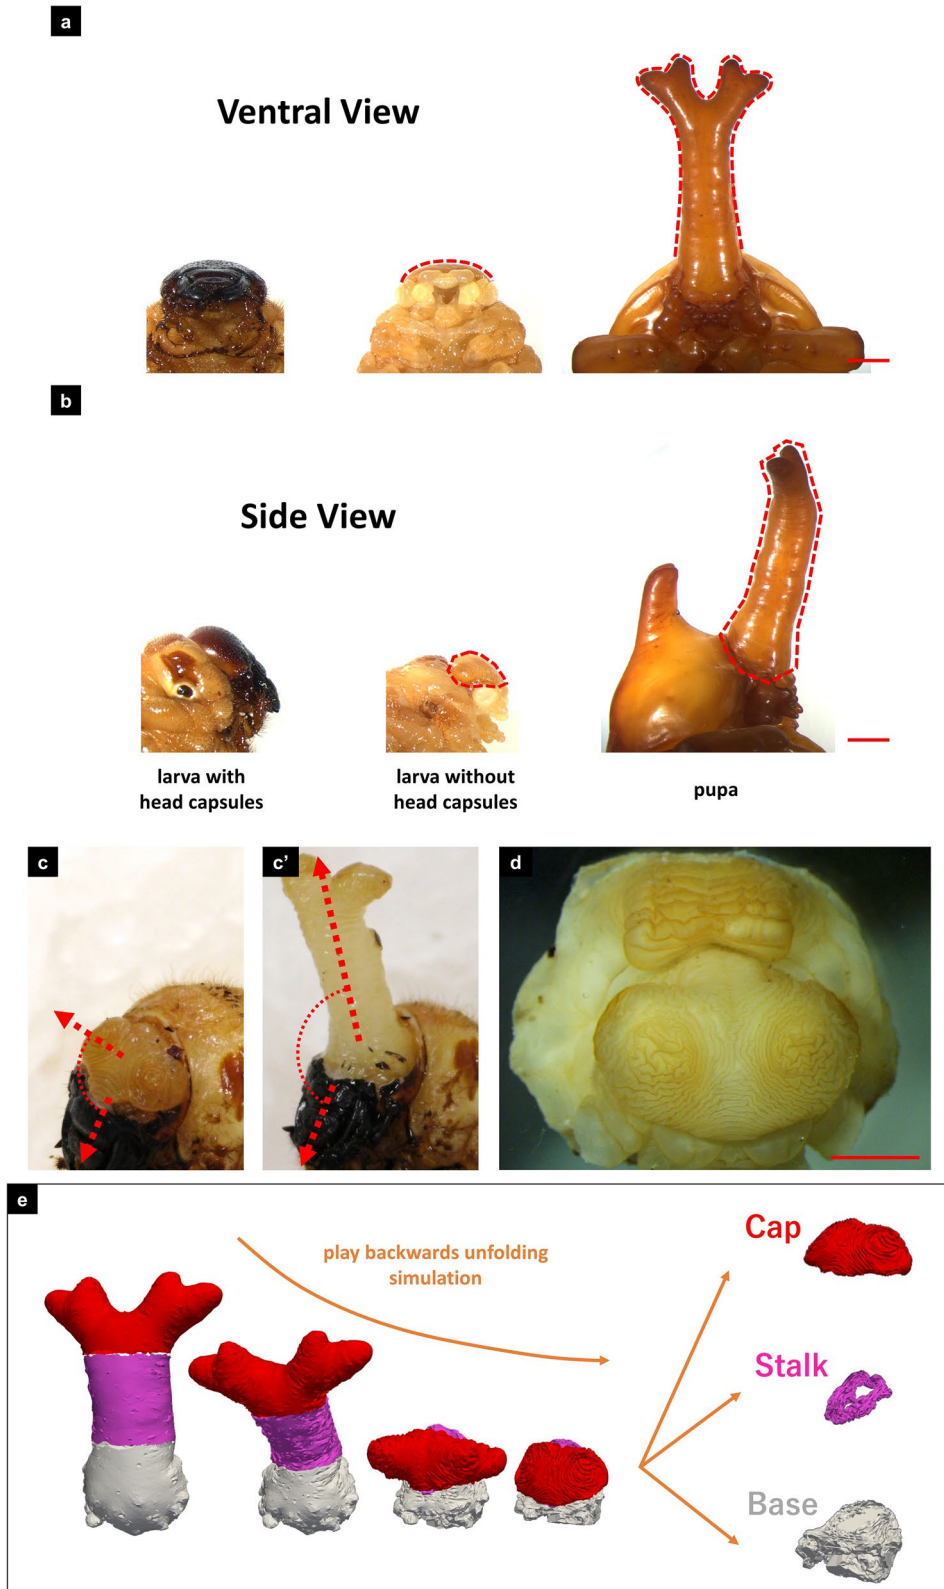 a
Ventral View
b
Side View
larva with
head capsules
larva without
head capsules
pupa
c
c’
d
e
play backwards unfolding
simulation
Cap
Stalk
Base